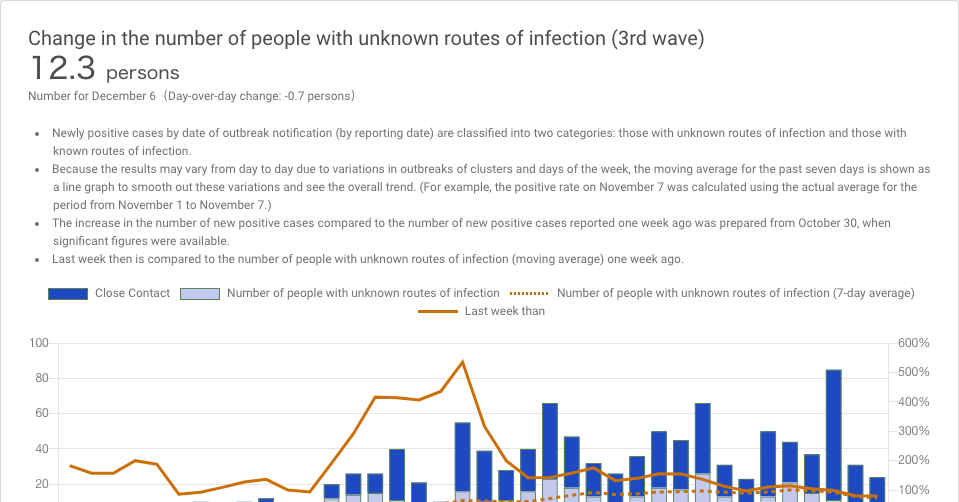 Change in the number of people with unknown routes of infection (3rd wave)
12.3 persons
Number for December 6（Day-over-day change: -0.7 persons）
• Newly positive cases by date of outbreak notification (by reporting date) are classified into two categories: those with unknown routes of infection and those with
known routes of infection.
• Because the results may vary from day to day due to variations in outbreaks of clusters and days of the week, the moving average for the past seven days is shown as
a line graph to smooth out these variations and see the overall trend. (For example, the positive rate on November 7 was calculated using the actual average for the
period from November 1 to November 7.)
• The increase in the number of new positive cases compared to the number of new positive cases reported one week ago was prepared from October 30, when
significant figures were available.
• Last week then is compared to the number of people with unknown routes of infection (moving average) one week ago.
Close Contact Number of people with unknown routes of infection Number of people with unknown routes of infection (7-day average)
Last week than
100 600%
500%
80
400%
60
300%
40
200%
20
100%